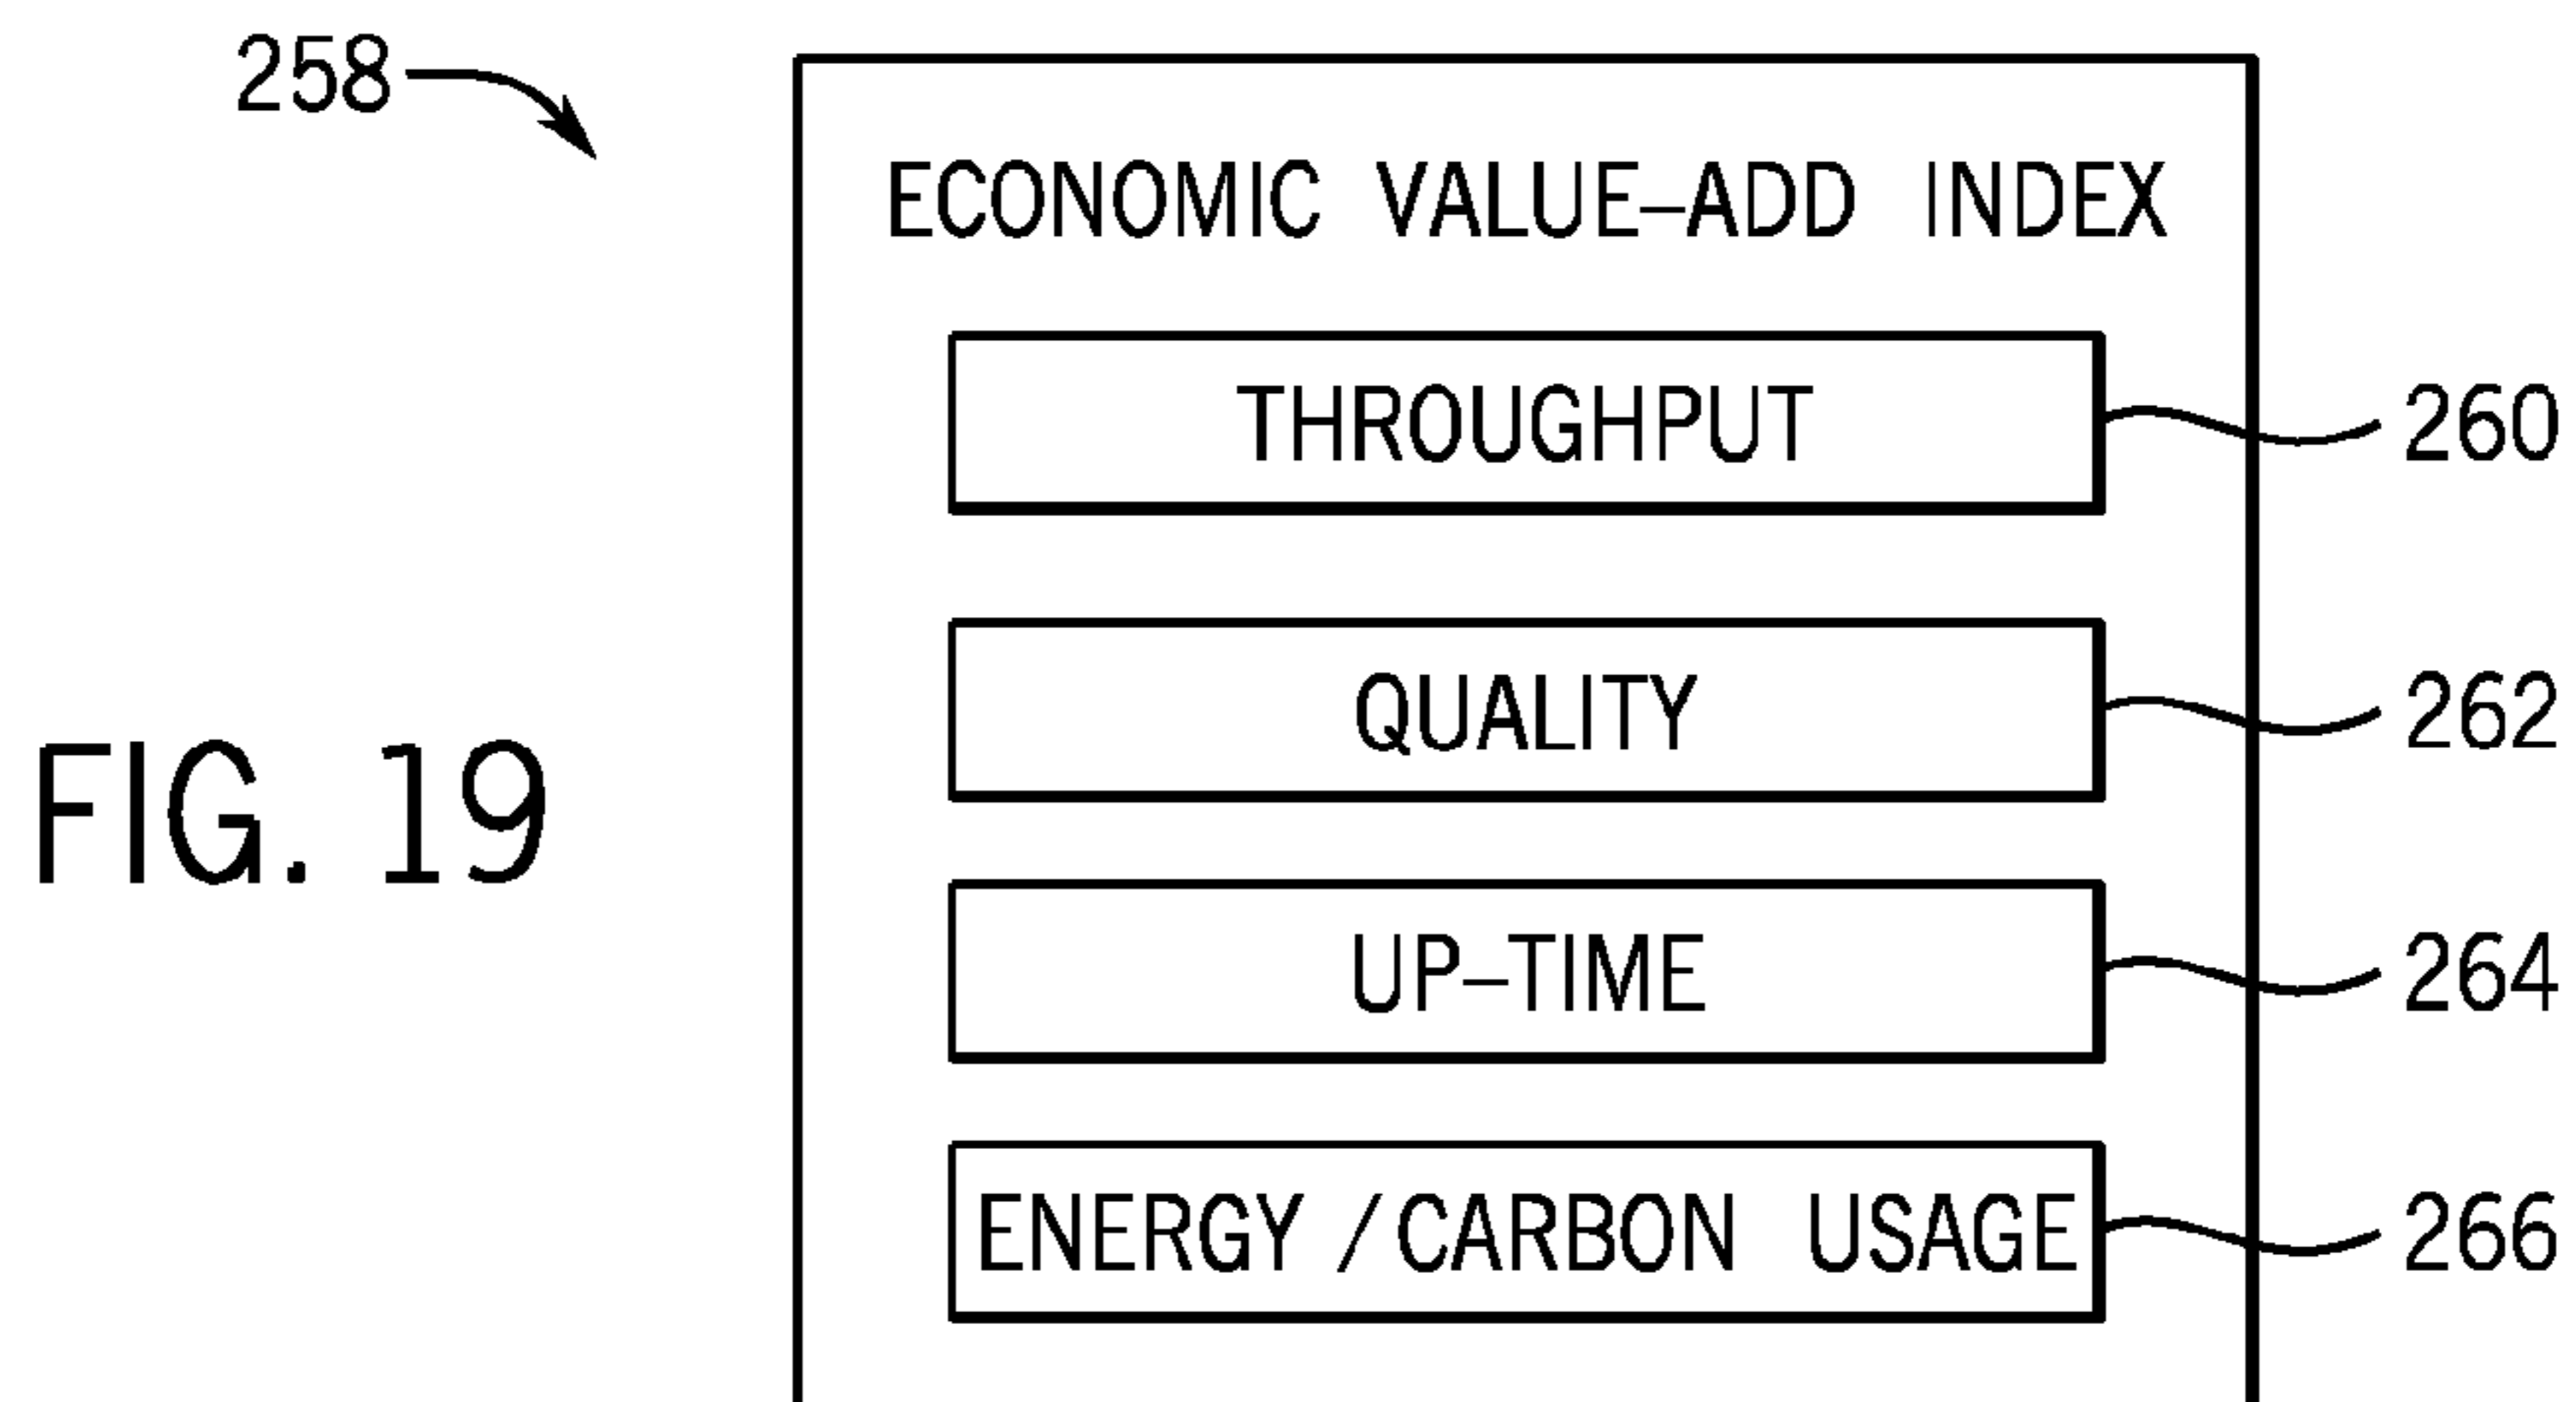 258
ECONOMIC VALUE-ADD INDEX
THROUGHPUT
260
QUALITY
262
FIG. 19
UP-TIME
264
ENERGY/CARBON USAGE
266